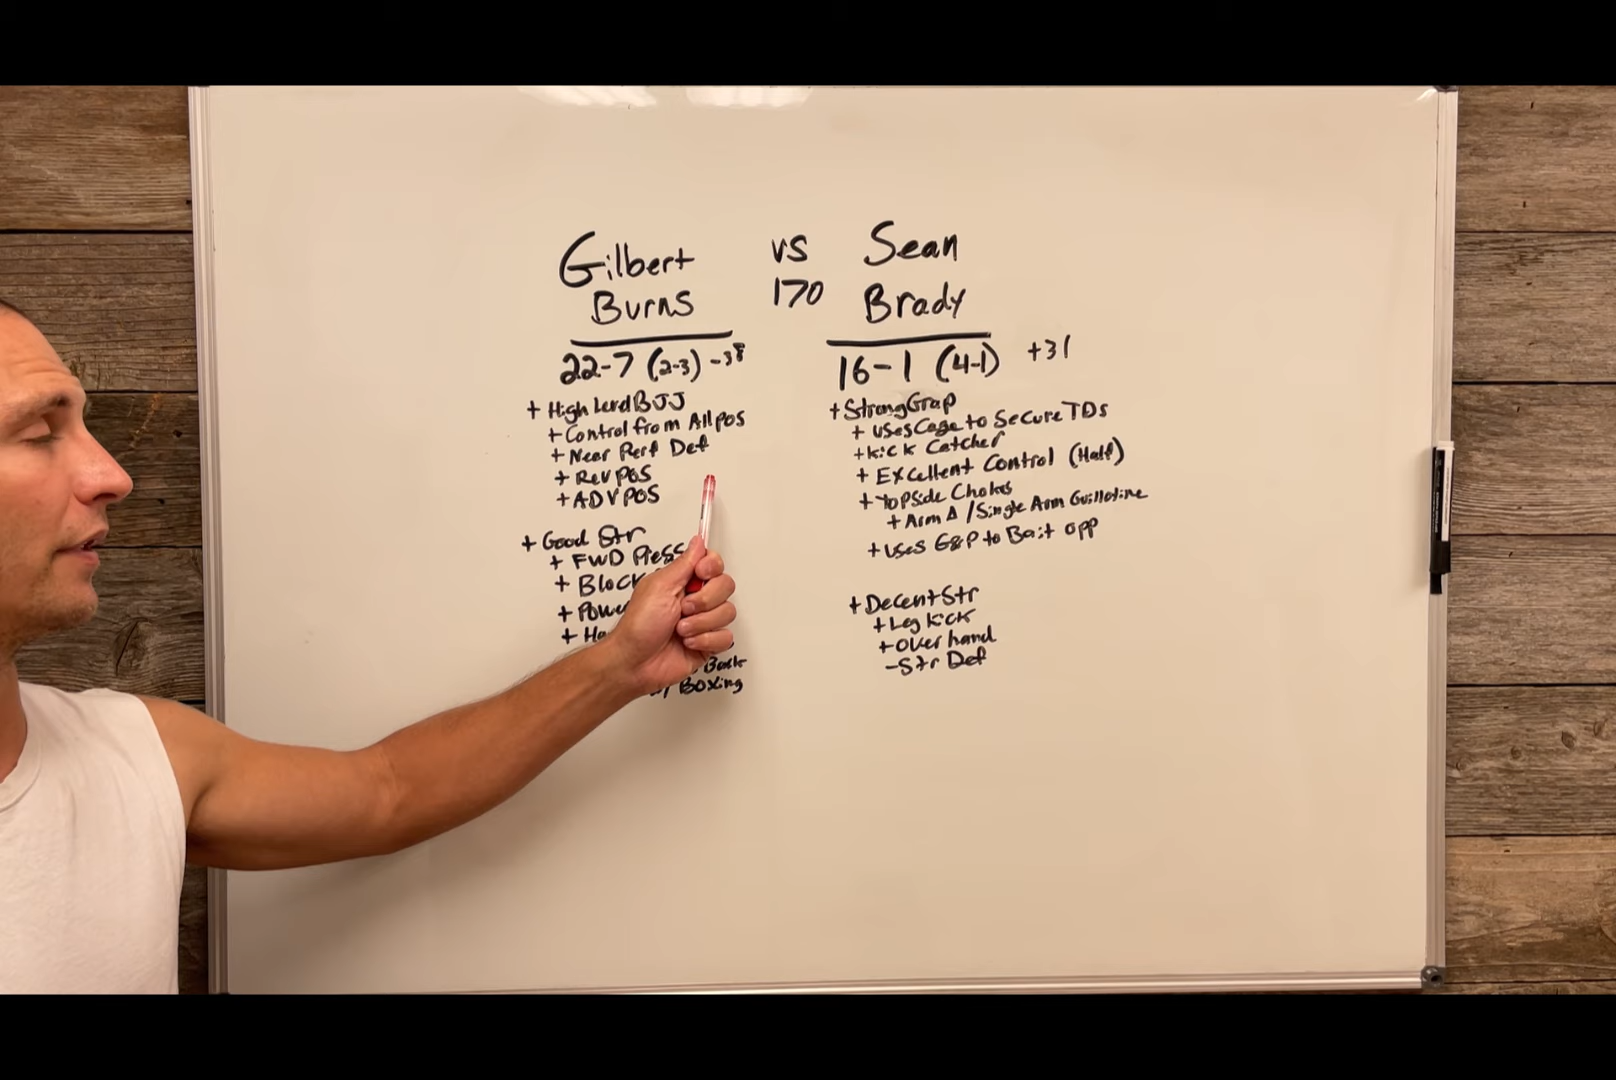 Gilbert
Burns
vs
170
Sean
Brady
22-7 (2-3) -38
+ High Level BJJ
+ Control from All POS
+ Near Perf Def
+ Rev POS
+ ADV POS
+ Good Str
+ FWD Press
+ Block
+ Powe
+ Ha
Back
w/ Boxing
16-1 (4-1) +31
+ Strong Grap
+ Uses Cage to Secure TDs
+ Kick Catcher
+ Excellent Control (Half)
+ Topside Chokes
+ Arm Δ / Single Arm Guillotine
+ Uses G&P to Bait opp
+ Decent Str
+ Leg Kick
+ Overhand
- Str Def